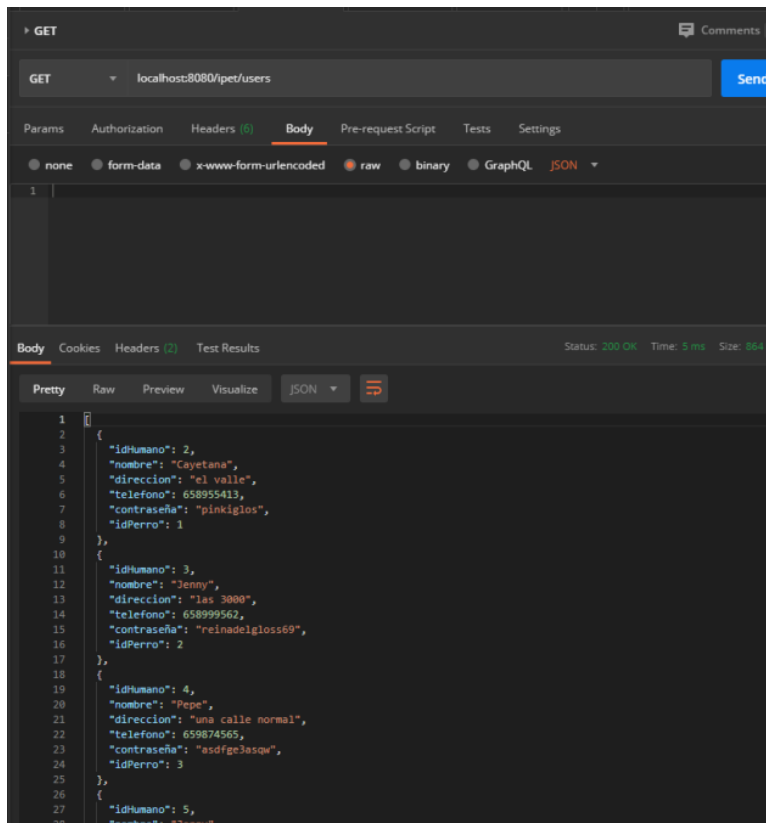 GET
Comments
GET localhost:8080/ipet/users Send
Params Authorization Headers (6) Body Pre-request Script Tests Settings
none form-data x-www-form-urlencoded raw binary GraphQL JSON
1
Body Cookies Headers (2) Test Results Status: 200 OK Time: 5 ms Size: 864
Pretty Raw Preview Visualize JSON
1 [
2 {
3 "idHumano": 2,
4 "nombre": "Cayetana",
5 "direccion": "el valle",
6 "telefono": 658955413,
7 "contraseña": "pinkiglos",
8 "idPerro": 1
9 },
10 {
11 "idHumano": 3,
12 "nombre": "Jenny",
13 "direccion": "las 3000",
14 "telefono": 658999562,
15 "contraseña": "reinadelgloss69",
16 "idPerro": 2
17 },
18 {
19 "idHumano": 4,
20 "nombre": "Pepe",
21 "direccion": "una calle normal",
22 "telefono": 659874565,
23 "contraseña": "asdfge3asqw",
24 "idPerro": 3
25 },
26 {
27 "idHumano": 5,